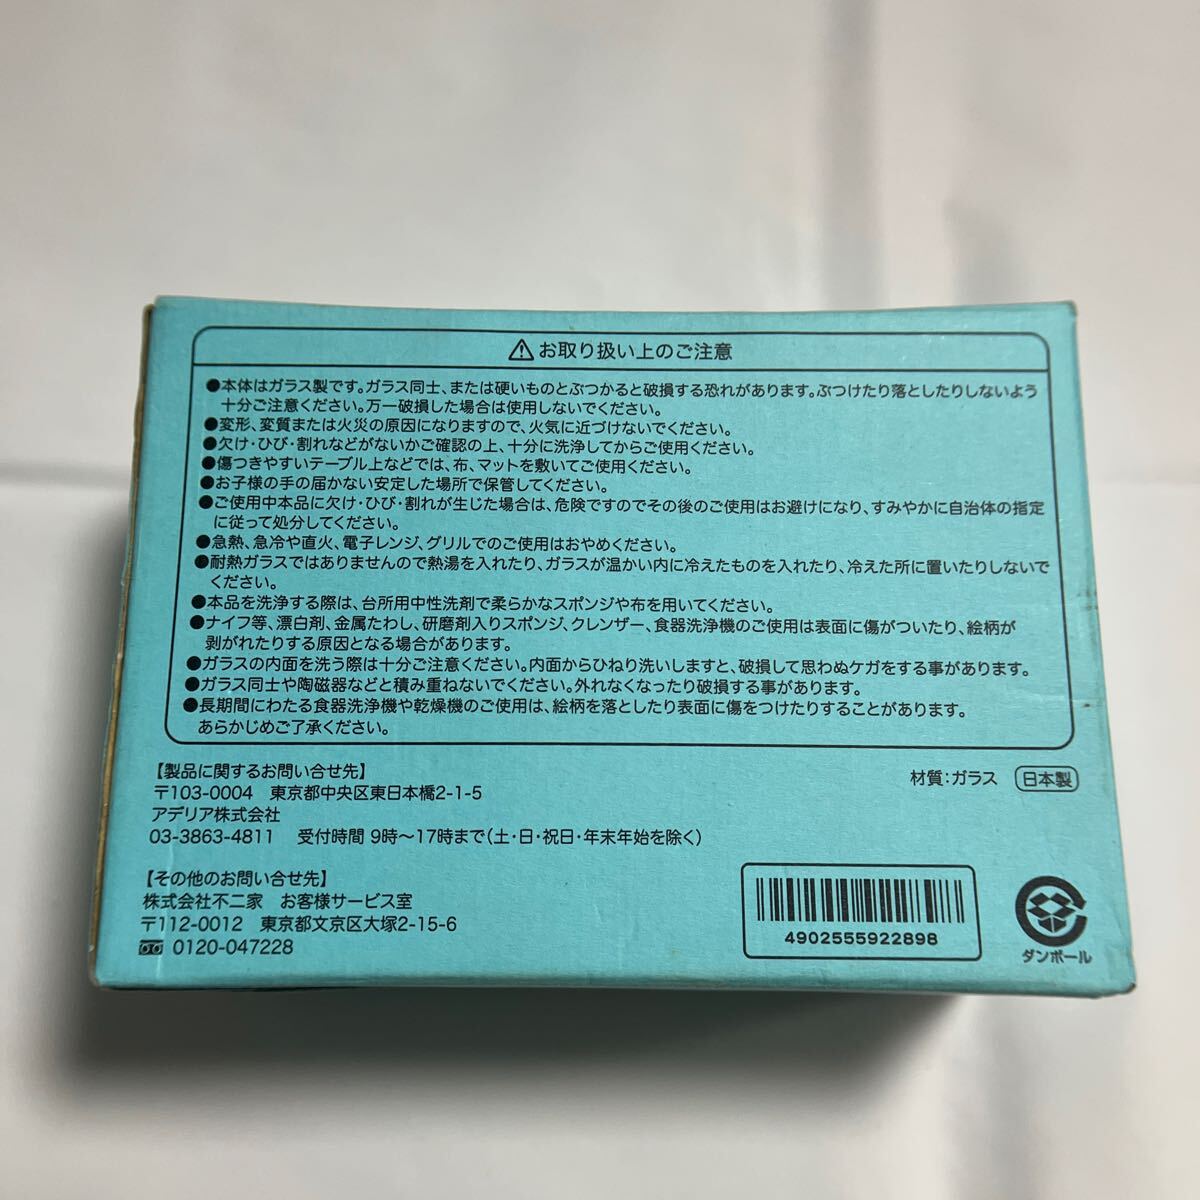 ⚠お取り扱い上のご注意
●本体はガラス製です。ガラス同士、または硬いものとぶつかると破損する恐れがあります。ぶつけたり落としたりしないよう
十分ご注意ください。万一破損した場合は使用しないでください。
●変形、変質または火災の原因になりますので、火気に近づけないでください。
●欠け・ひび・割れなどがないかご確認の上、十分に洗浄してからご使用ください。
●傷つきやすいテーブル上などでは、布、マットを敷いてご使用ください。
●お子様の手の届かない安定した場所で保管してください。
●ご使用中本品に欠け・ひび・割れが生じた場合は、危険ですのでその後のご使用はお避けになり、すみやかに自治体の指定
に従って処分してください。
●急熱、急冷や直火、電子レンジ、グリルでのご使用はおやめください。
●耐熱ガラスではありませんので熱湯を入れたり、ガラスが温かい内に冷えたものを入れたり、冷えた所に置いたりしないで
ください。
●本品を洗浄する際は、台所用中性洗剤で柔らかなスポンジや布を用いてください。
●ナイフ等、漂白剤、金属たわし、研磨剤入りスポンジ、クレンザー、食器洗浄機のご使用は表面に傷がついたり、絵柄が
剥がれたりする原因となる場合があります。
●ガラスの内面を洗う際は十分ご注意ください。内面からひねり洗いしますと、破損して思わぬケガをする事があります。
●ガラス同士や陶磁器などと積み重ねないでください。外れなくなったり破損する事があります。
●長期間にわたる食器洗浄機や乾燥機のご使用は、絵柄を落としたり表面に傷をつけたりすることがあります。
あらかじめご了承ください。
【製品に関するお問い合せ先】
〒103-0004 東京都中央区東日本橋2-1-5
アデリア株式会社
03-3863-4811 受付時間 9時〜17時まで(土・日・祝日・年末年始を除く)
材質:ガラス 日本製
【その他のお問い合せ先】
株式会社不二家 お客様サービス室
〒112-0012 東京都文京区大塚2-15-6
0120-047228
4902555922898
ダンボール